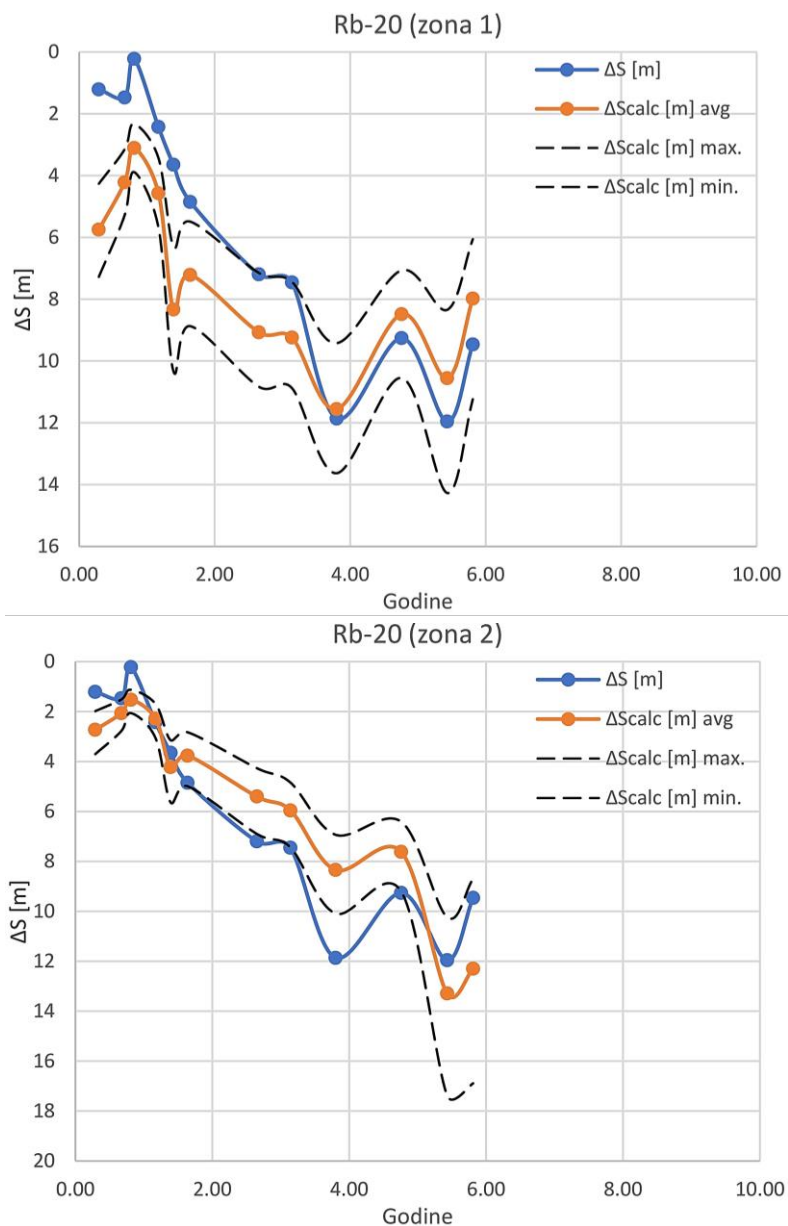 Rb-20 (zona 1)
ΔS [m]
0
2
4
6
8
10
12
14
16
0.00 2.00 4.00 6.00 8.00 10.00
Godine
ΔS [m]
ΔScalc [m] avg
ΔScalc [m] max.
ΔScalc [m] min.
Rb-20 (zona 2)
ΔS [m]
0
2
4
6
8
10
12
14
16
18
20
0.00 2.00 4.00 6.00 8.00 10.00
Godine
ΔS [m]
ΔScalc [m] avg
ΔScalc [m] max.
ΔScalc [m] min.